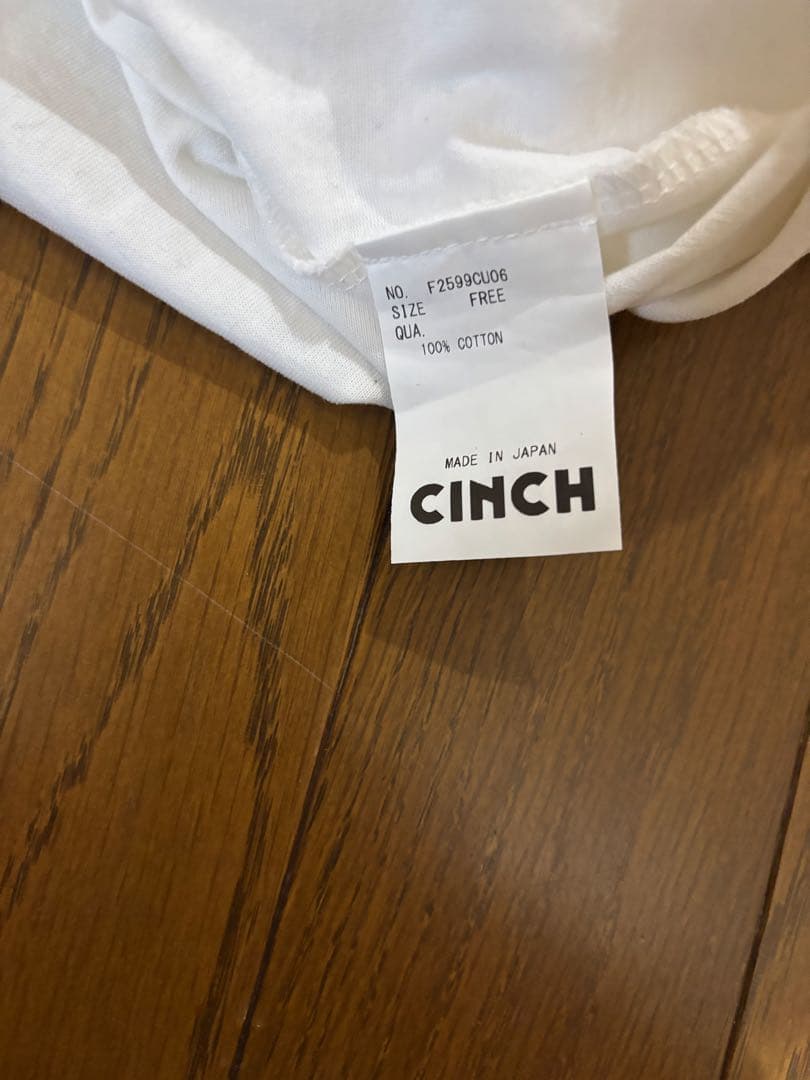 NO. F2599CU06
SIZE FREE
QUA.
100% COTTON
MADE IN JAPAN
CINCH